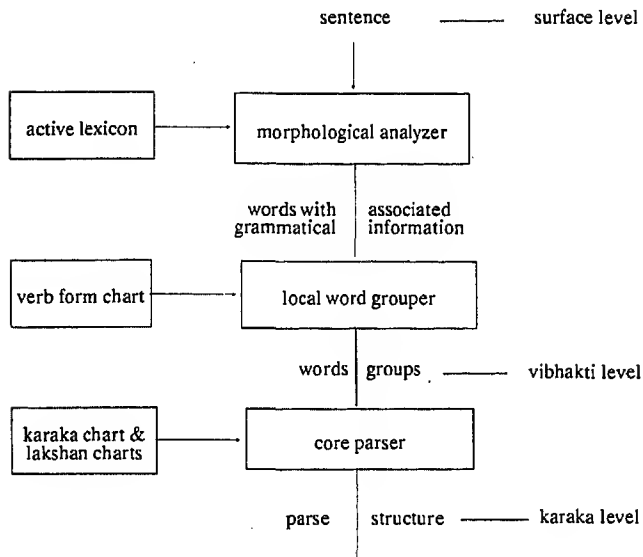 sentence surface level
active lexicon morphological analyzer
words with associated
grammatical information
verb form chart local word grouper
words groups vibhakti level
karaka chart &
lakshan charts core parser
parse structure karaka level